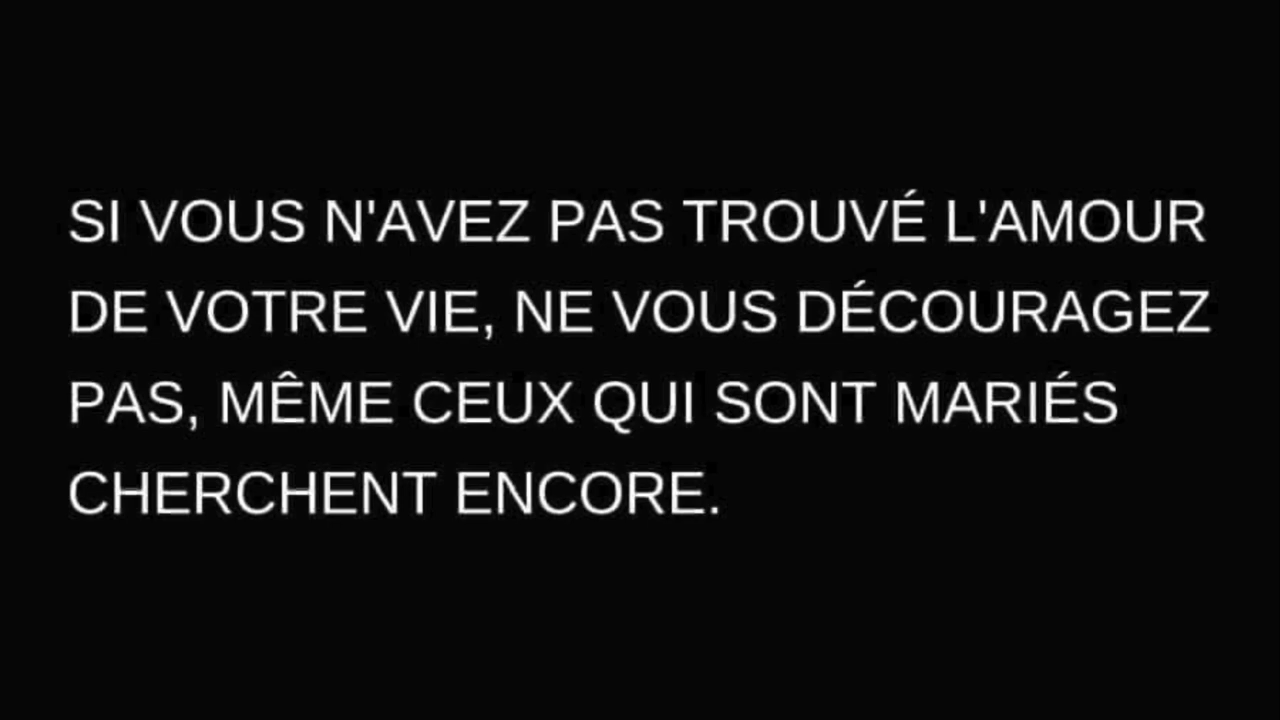 SI VOUS N'AVEZ PAS TROUVÉ L'AMOUR
DE VOTRE VIE, NE VOUS DÉCOURAGEZ
PAS, MÊME CEUX QUI SONT MARIÉS
CHERCHENT ENCORE.